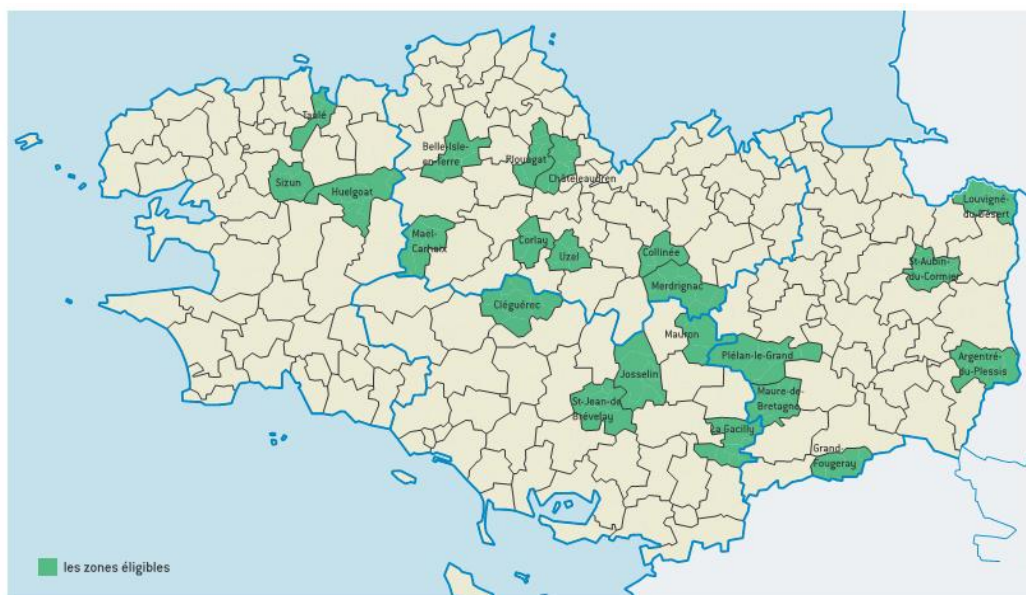 Taulé
Belle-Isle-
en-Terre
Plouagat
Châteleaudren
Sizun
Huelgoat
Louvigné-
du-Désert
Maël-
Carhaix
Corlay
Uzel
Collinée
St-Aubin-
du-Cormier
Merdrignac
Cléguérec
Mauron
Plélan-le-Grand
Argentré-
du-Plessis
Josselin
Maure-de-
Bretagne
St-Jean-de
Brévelay
La Gacilly
Grand-
Fougeray
les zones éligibles